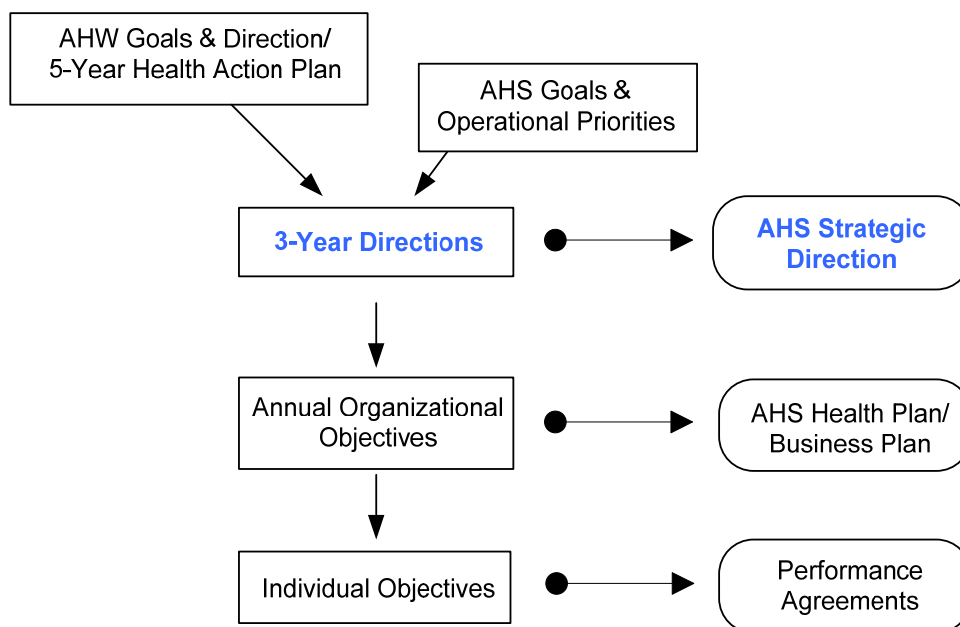 AHW Goals & Direction/
5-Year Health Action Plan
AHS Goals &
Operational Priorities
3-Year Directions
AHS Strategic
Direction
Annual Organizational
Objectives
AHS Health Plan/
Business Plan
Individual Objectives
Performance
Agreements